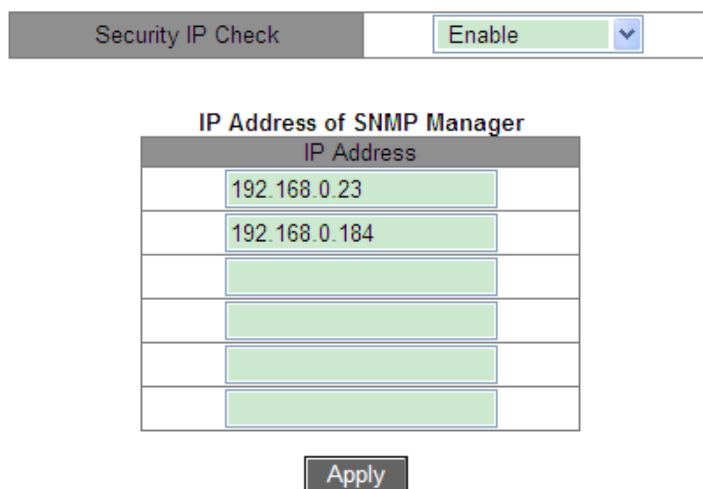 Security IP Check Enable
IP Address of SNMP Manager
IP Address
192.168.0.23
192.168.0.184
Apply